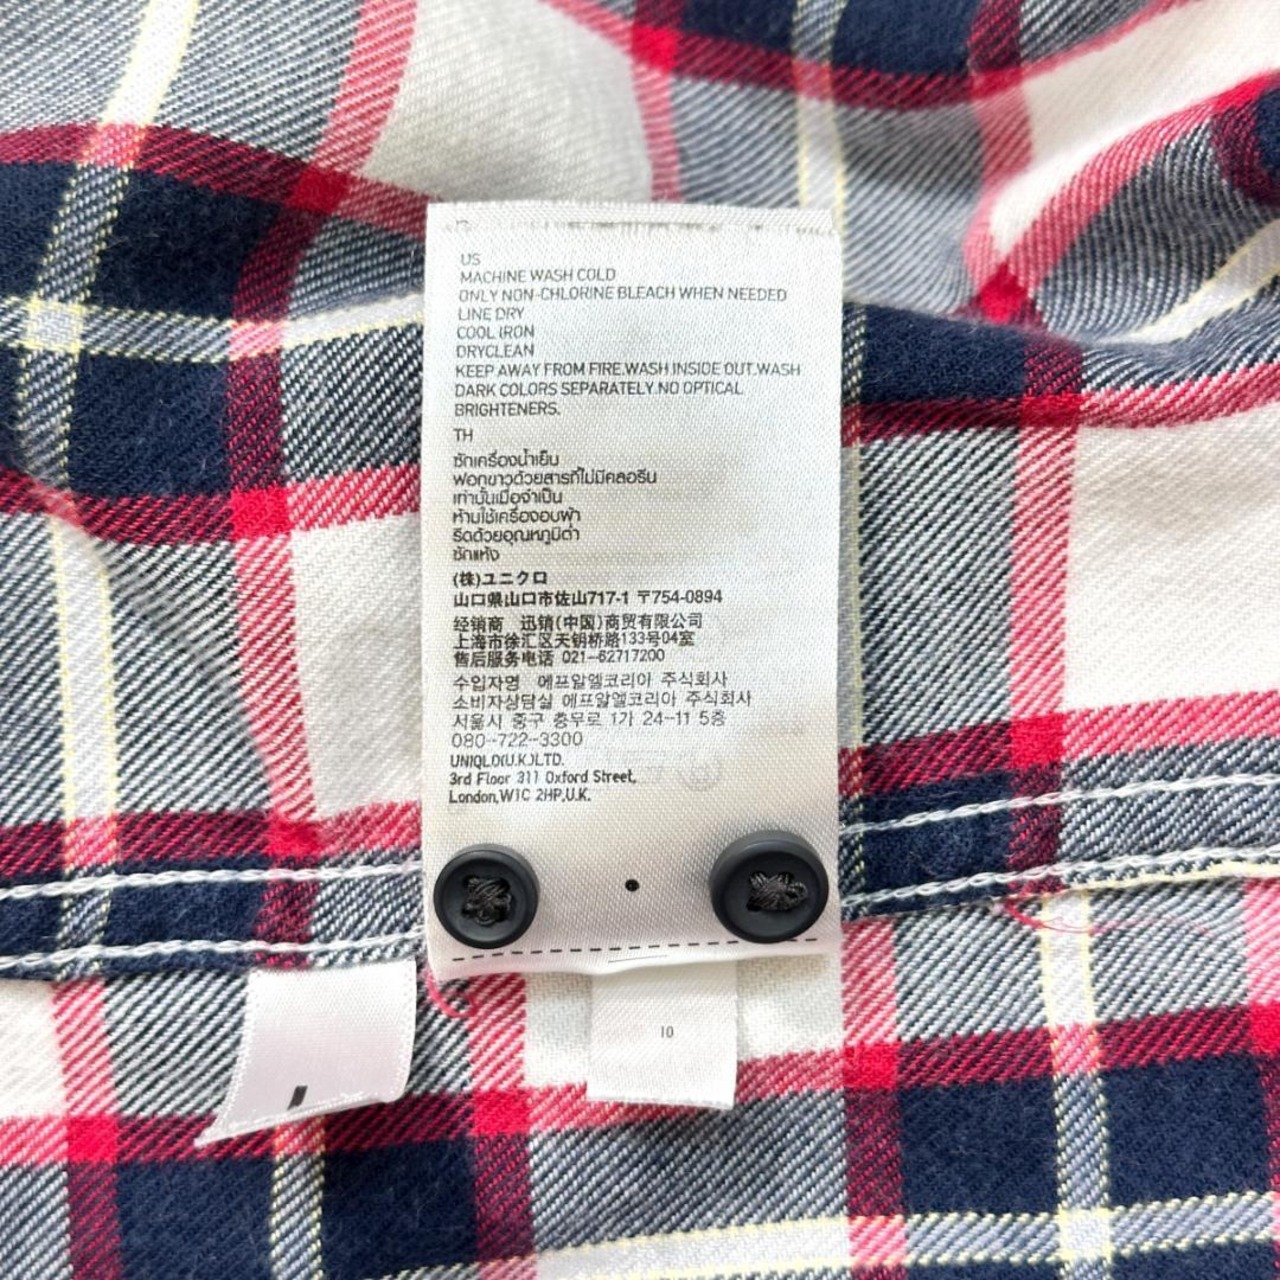 US
MACHINE WASH COLD
ONLY NON-CHLORINE BLEACH WHEN NEEDED
LINE DRY
COOL IRON
DRYCLEAN
KEEP AWAY FROM FIRE.WASH INSIDE OUT.WASH
DARK COLORS SEPARATELY.NO OPTICAL
BRIGHTENERS.
TH
ซักเครื่องน้ำเย็น
ฟอกขาวด้วยสารที่ไม่มีคลอรีน
เท่านั้นเมื่อจำเป็น
ห้ามใช้เครื่องอบผ้า
รีดด้วยอุณหภูมิต่ำ
ซักแห้ง
(株)ユニクロ
山口県山口市佐山717-1 〒754-0894
经销商 迅销(中国)商贸有限公司
上海市徐汇区天钥桥路133号04室
售后服务电话 021-62717200
수입자명 에프알엘코리아 주식회사
소비자상담실 에프알엘코리아 주식회사
서울시 중구 충무로 1가 24-11 5층
080-722-3300
UNIQLO(U.K.)LTD.
3rd Floor 311 Oxford Street,
London,W1C 2HP,U.K.
10